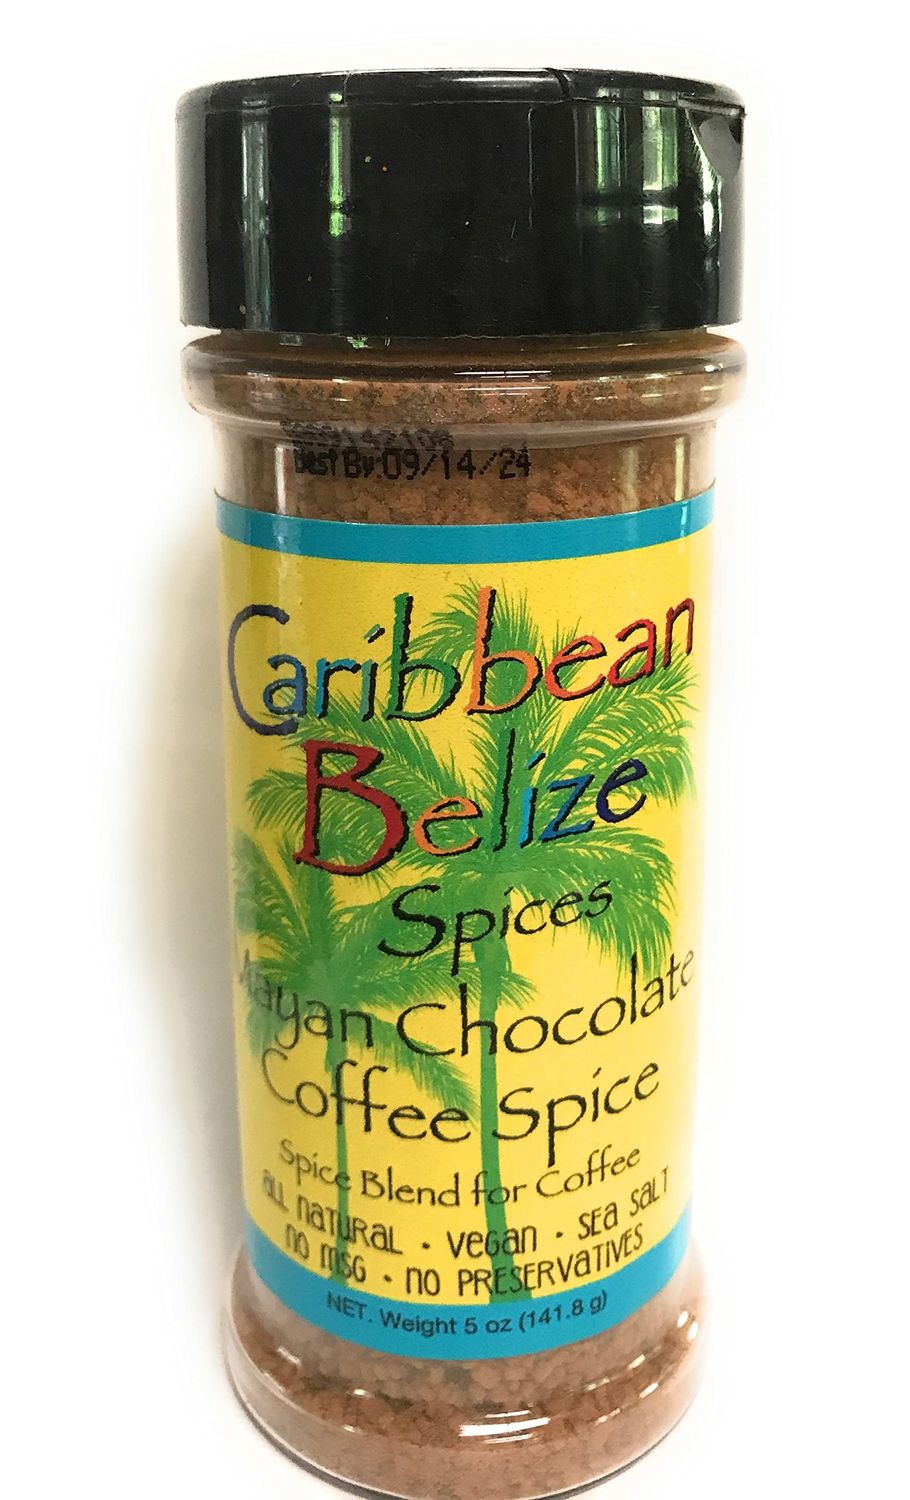 Best By:09/14/24
Caribbean
Belize
Spices
Mayan Chocolate
Coffee Spice
Spice Blend for Coffee
all natural • vegan • sea salt
no msg • no preservatives
NET. Weight 5 oz (141.8 g)